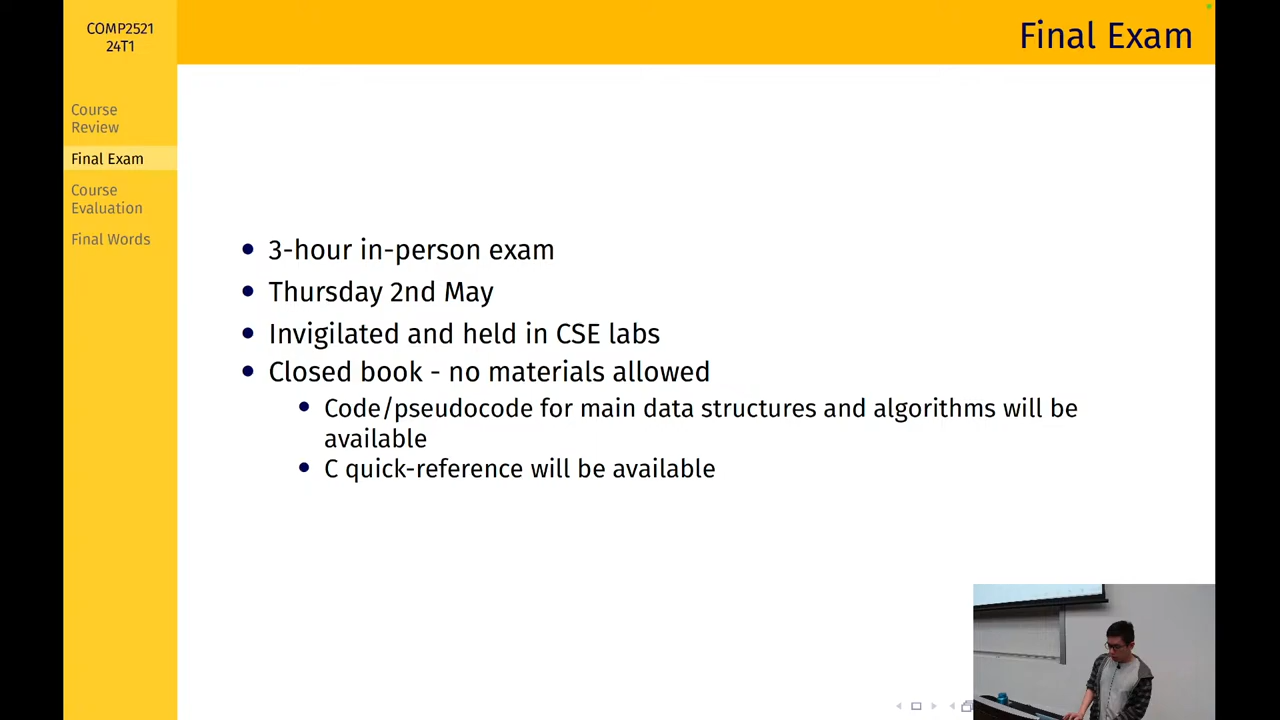 COMP2521
24T1
Final Exam
Course
Review
Final Exam
Course
Evaluation
Final Words
• 3-hour in-person exam
• Thursday 2nd May
• Invigilated and held in CSE labs
• Closed book - no materials allowed
• Code/pseudocode for main data structures and algorithms will be
available
• C quick-reference will be available